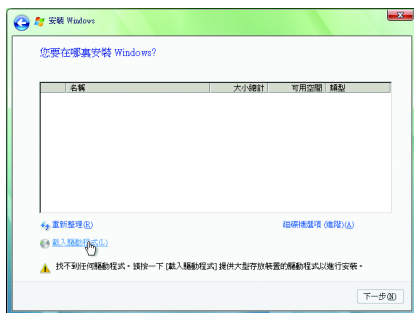 安裝 Windows
您要在哪裏安裝 Windows?
名稱 大小總計 可用空間 類型
重新整理(R) 磁碟機選項 (進階)(A)
載入驅動程式(L)
找不到任何驅動程式。請按一下 [載入驅動程式] 提供大型存放裝置的驅動程式以進行安裝。
下一步(N)